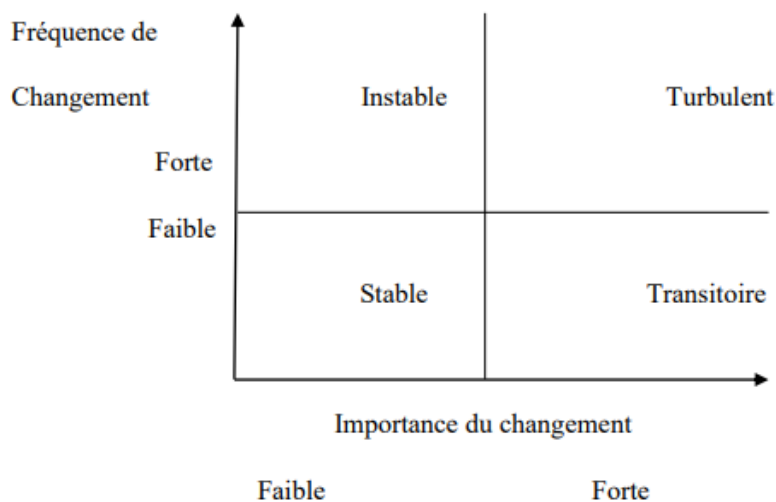 Fréquence de
Changement
Instable
Turbulent
Forte
Faible
Stable
Transitoire
Importance du changement
Faible
Forte